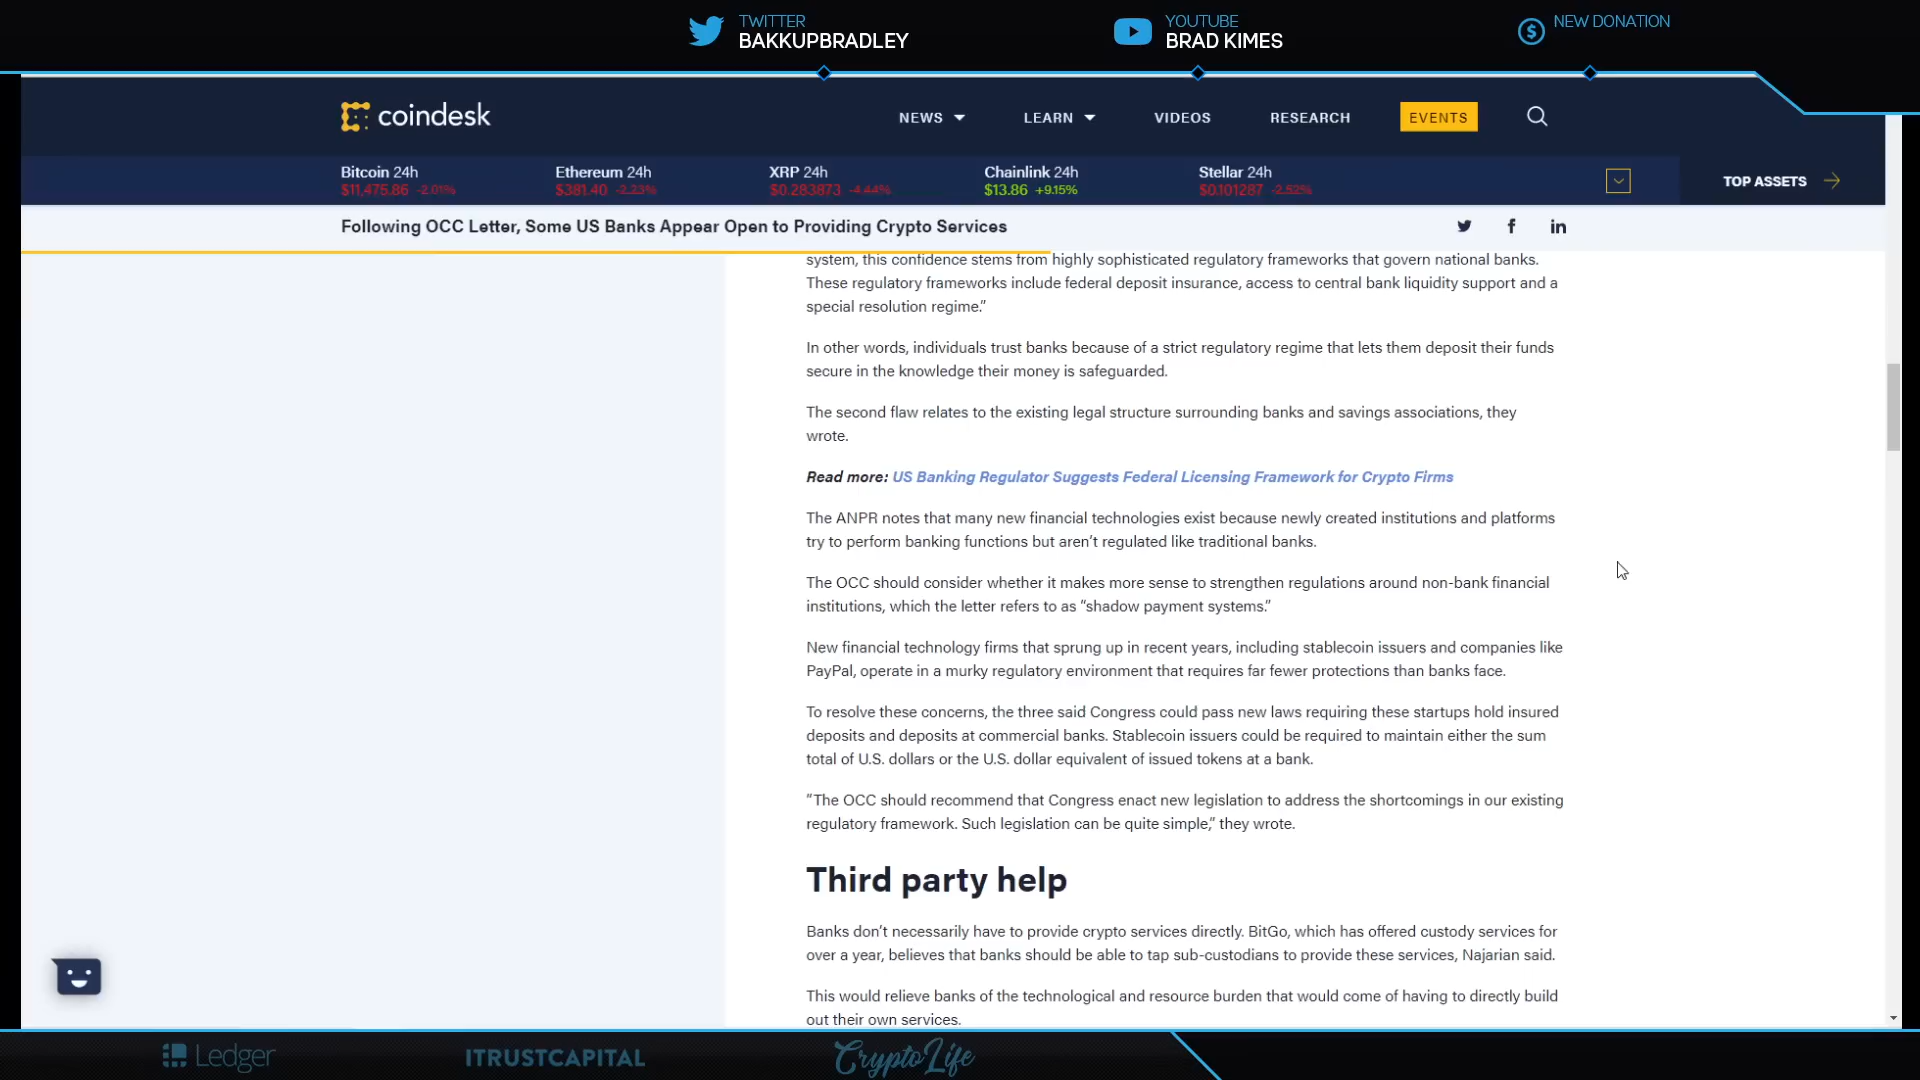 TWITTER
BAKKUPBRADLEY
YOUTUBE
BRAD KIMES
NEW DONATION
coindesk
NEWS
LEARN
VIDEOS
RESEARCH
EVENTS
Bitcoin 24h
$11,475.86 -2.01%
Ethereum 24h
$381.40 -2.23%
XRP 24h
$0.283873 -4.44%
Chainlink 24h
$13.86 +9.15%
Stellar 24h
$0.101287 -2.52%
TOP ASSETS
Following OCC Letter, Some US Banks Appear Open to Providing Crypto Services
system, this confidence stems from highly sophisticated regulatory frameworks that govern national banks.
These regulatory frameworks include federal deposit insurance, access to central bank liquidity support and a
special resolution regime.”
In other words, individuals trust banks because of a strict regulatory regime that lets them deposit their funds
secure in the knowledge their money is safeguarded.
The second flaw relates to the existing legal structure surrounding banks and savings associations, they
wrote.
Read more: US Banking Regulator Suggests Federal Licensing Framework for Crypto Firms
The ANPR notes that many new financial technologies exist because newly created institutions and platforms
try to perform banking functions but aren’t regulated like traditional banks.
The OCC should consider whether it makes more sense to strengthen regulations around non-bank financial
institutions, which the letter refers to as “shadow payment systems.”
New financial technology firms that sprung up in recent years, including stablecoin issuers and companies like
PayPal, operate in a murky regulatory environment that requires far fewer protections than banks face.
To resolve these concerns, the three said Congress could pass new laws requiring these startups hold insured
deposits and deposits at commercial banks. Stablecoin issuers could be required to maintain either the sum
total of U.S. dollars or the U.S. dollar equivalent of issued tokens at a bank.
“The OCC should recommend that Congress enact new legislation to address the shortcomings in our existing
regulatory framework. Such legislation can be quite simple,” they wrote.
Third party help
Banks don’t necessarily have to provide crypto services directly. BitGo, which has offered custody services for
over a year, believes that banks should be able to tap sub-custodians to provide these services, Najarian said.
This would relieve banks of the technological and resource burden that would come of having to directly build
out their own services.
Ledger
ITRUSTCAPITAL
CryptoLife